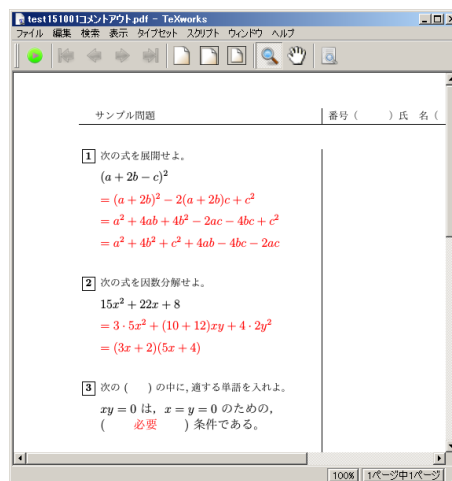 test151001コメントアウト.pdf - TeXworks
ファイル 編集 検索 表示 タイプセット スクリプト ウィンドウ ヘルプ
サンプル問題 番号 ( ) 氏 名 (
1 次の式を展開せよ。
(a + 2b − c)²
= (a + 2b)² − 2(a + 2b)c + c²
= a² + 4ab + 4b² − 2ac − 4bc + c²
= a² + 4b² + c² + 4ab − 4bc − 2ac
2 次の式を因数分解せよ。
15x² + 22x + 8
= 3 · 5x² + (10 + 12)xy + 4 · 2y²
= (3x + 2)(5x + 4)
3 次の ( ) の中に, 適する単語を入れよ。
xy = 0 は, x = y = 0 のための,
( 必要 ) 条件である。
100% 1ページ中1ページ